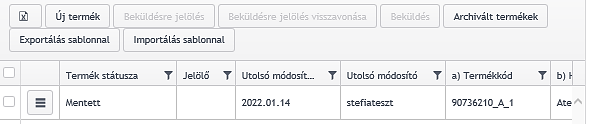 Új termék Beküldésre jelölés Beküldésre jelölés visszavonása Beküldés Archivált termékek
Exportálás sablonnal Importálás sablonnal
Termék státusza Jelölő Utolsó módosít... Utolsó módosító a) Termékkód b)
Mentett 2022.01.14 stefiateszt 90736210_A_1 Ate